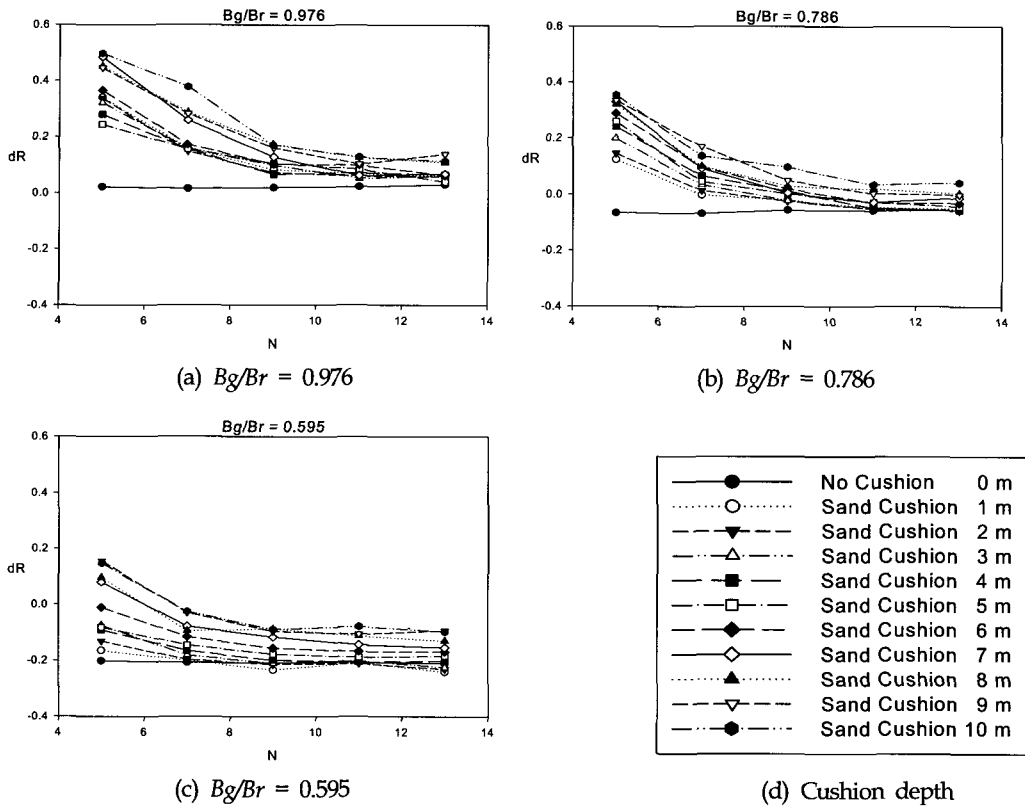 Bg/Br = 0.976
0.6
0.4
0.2
dR
0.0
-0.2
-0.4
4
6
8
10
12
14
N
(a) Bg/Br = 0.976
Bg/Br = 0.786
0.6
0.4
0.2
dR
0.0
-0.2
-0.4
4
6
8
10
12
14
N
(b) Bg/Br = 0.786
Bg/Br = 0.595
0.6
0.4
0.2
dR
0.0
-0.2
-0.4
4
6
8
10
12
14
N
(c) Bg/Br = 0.595
No Cushion 0 m
Sand Cushion 1 m
Sand Cushion 2 m
Sand Cushion 3 m
Sand Cushion 4 m
Sand Cushion 5 m
Sand Cushion 6 m
Sand Cushion 7 m
Sand Cushion 8 m
Sand Cushion 9 m
Sand Cushion 10 m
(d) Cushion depth